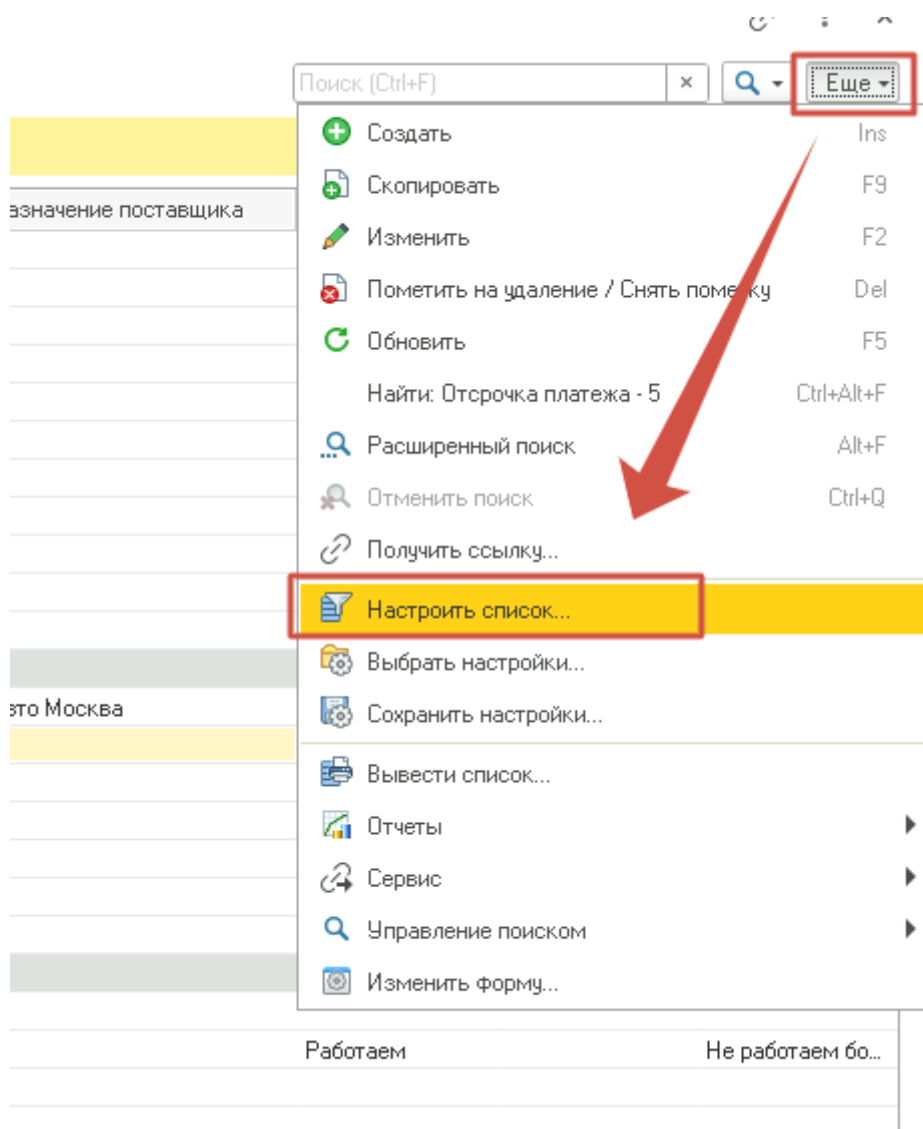 Поиск (Ctrl+F) × Еще
Создать Ins
Скопировать F9
азначение поставщика
Изменить F2
Пометить на удаление / Снять пометку Del
Обновить F5
Найти: Отсрочка платежа - 5 Ctrl+Alt+F
Расширенный поиск Alt+F
Отменить поиск Ctrl+Q
Получить ссылку...
Настроить список...
Выбрать настройки...
Сохранить настройки...
вто Москва
Вывести список...
Отчеты
Сервис
Управление поиском
Изменить форму...
Работаем Не работаем бо...